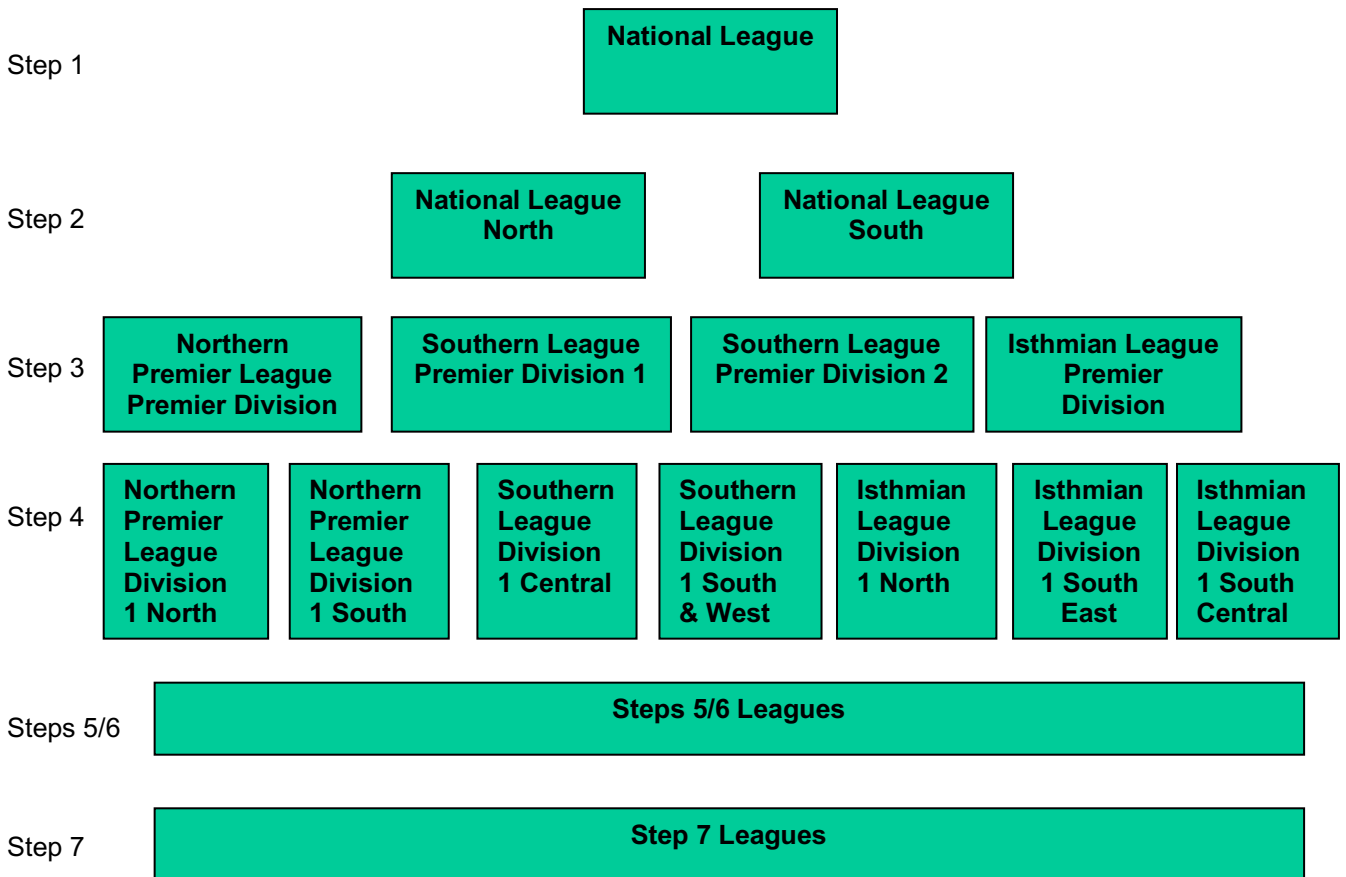 Step 1
National League
Step 2
National League
North
National League
South
Step 3
Northern
Premier League
Premier Division
Southern League
Premier Division 1
Southern League
Premier Division 2
Isthmian League
Premier
Division
Step 4
Northern
Premier
League
Division
1 North
Northern
Premier
League
Division
1 South
Southern
League
Division
1 Central
Southern
League
Division
1 South
& West
Isthmian
League
Division
1 North
Isthmian
League
Division
1 South
East
Isthmian
League
Division
1 South
Central
Steps 5/6
Steps 5/6 Leagues
Step 7
Step 7 Leagues